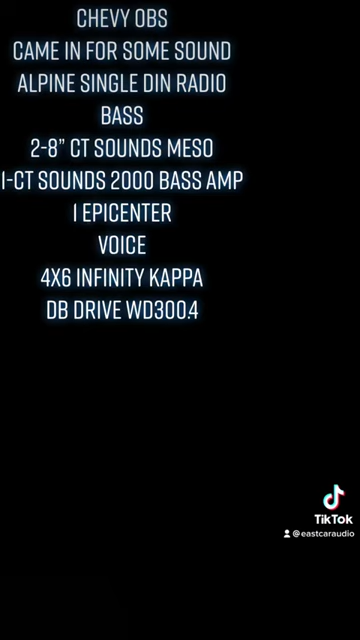 CHEVY OBS
CAME IN FOR SOME SOUND
ALPINE SINGLE DIN RADIO
BASS
2-8” CT SOUNDS MESO
1-CT SOUNDS 2000 BASS AMP
1 EPICENTER
VOICE
4X6 INFINITY KAPPA
DB DRIVE WD300.4
TikTok
@eastcaraudio